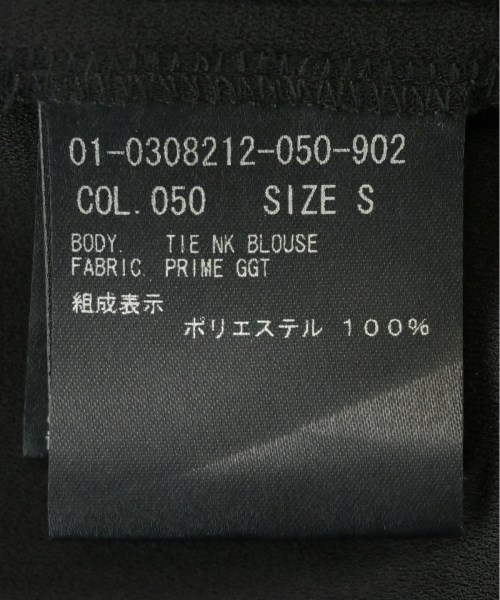 01-0308212-050-902
COL.050 SIZE S
BODY. TIE NK BLOUSE
FABRIC. PRIME GGT
組成表示
ポリエステル 100%